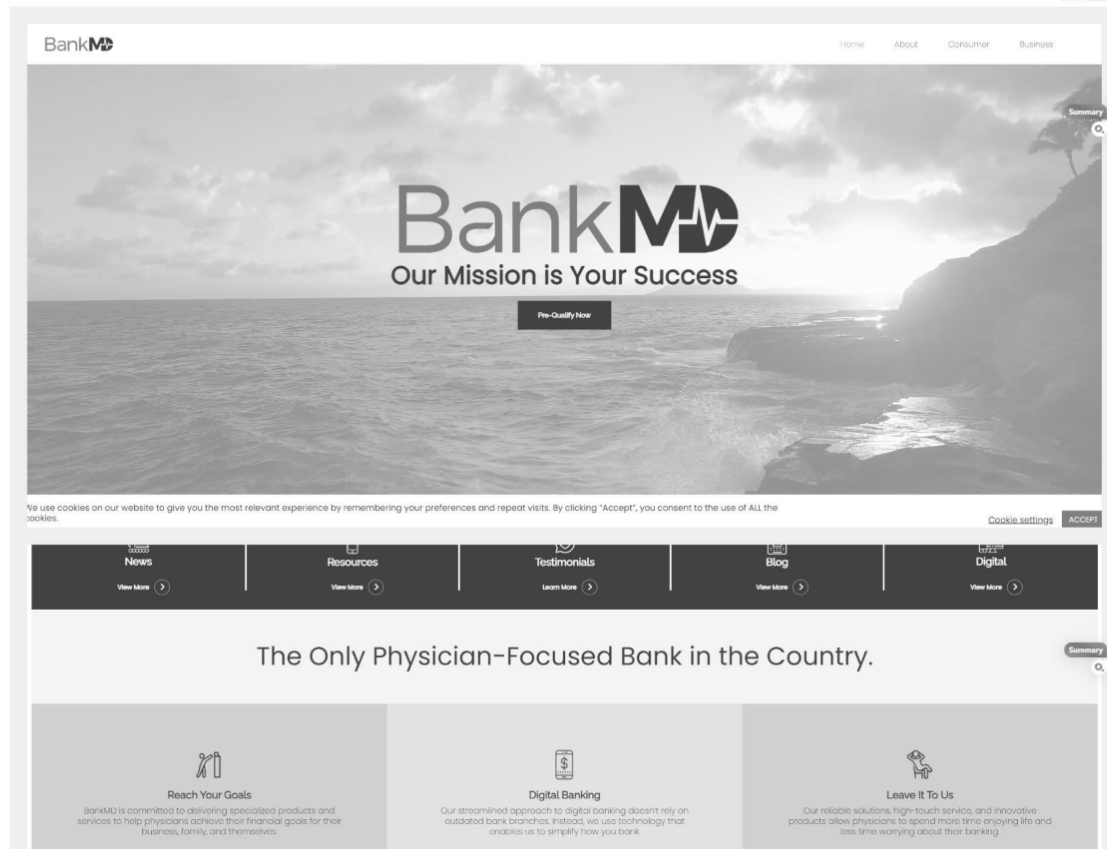 BankMD
Home About Consumer Business
Summary
BankMD
Our Mission is Your Success
Pre-Qualify Now
We use cookies on our website to give you the most relevant experience by remembering your preferences and repeat visits. By clicking “Accept”, you consent to the use of ALL the
cookies.
Cookie settings ACCEPT
News Resources Testimonials Blog Digital
View More View More Learn More View More View More
The Only Physician-Focused Bank in the Country.
Summary
Reach Your Goals
BankMD is committed to delivering specialized products and
services to help physicians achieve their financial goals for their
business, family, and themselves.
Digital Banking
Our streamlined approach to digital banking doesn't rely on
outdated bank branches. Instead, we use technology that
enables us to simplify how you bank.
Leave It To Us
Our reliable solutions, high-touch service, and innovative
products allow physicians to spend more time enjoying life and
less time worrying about their banking.